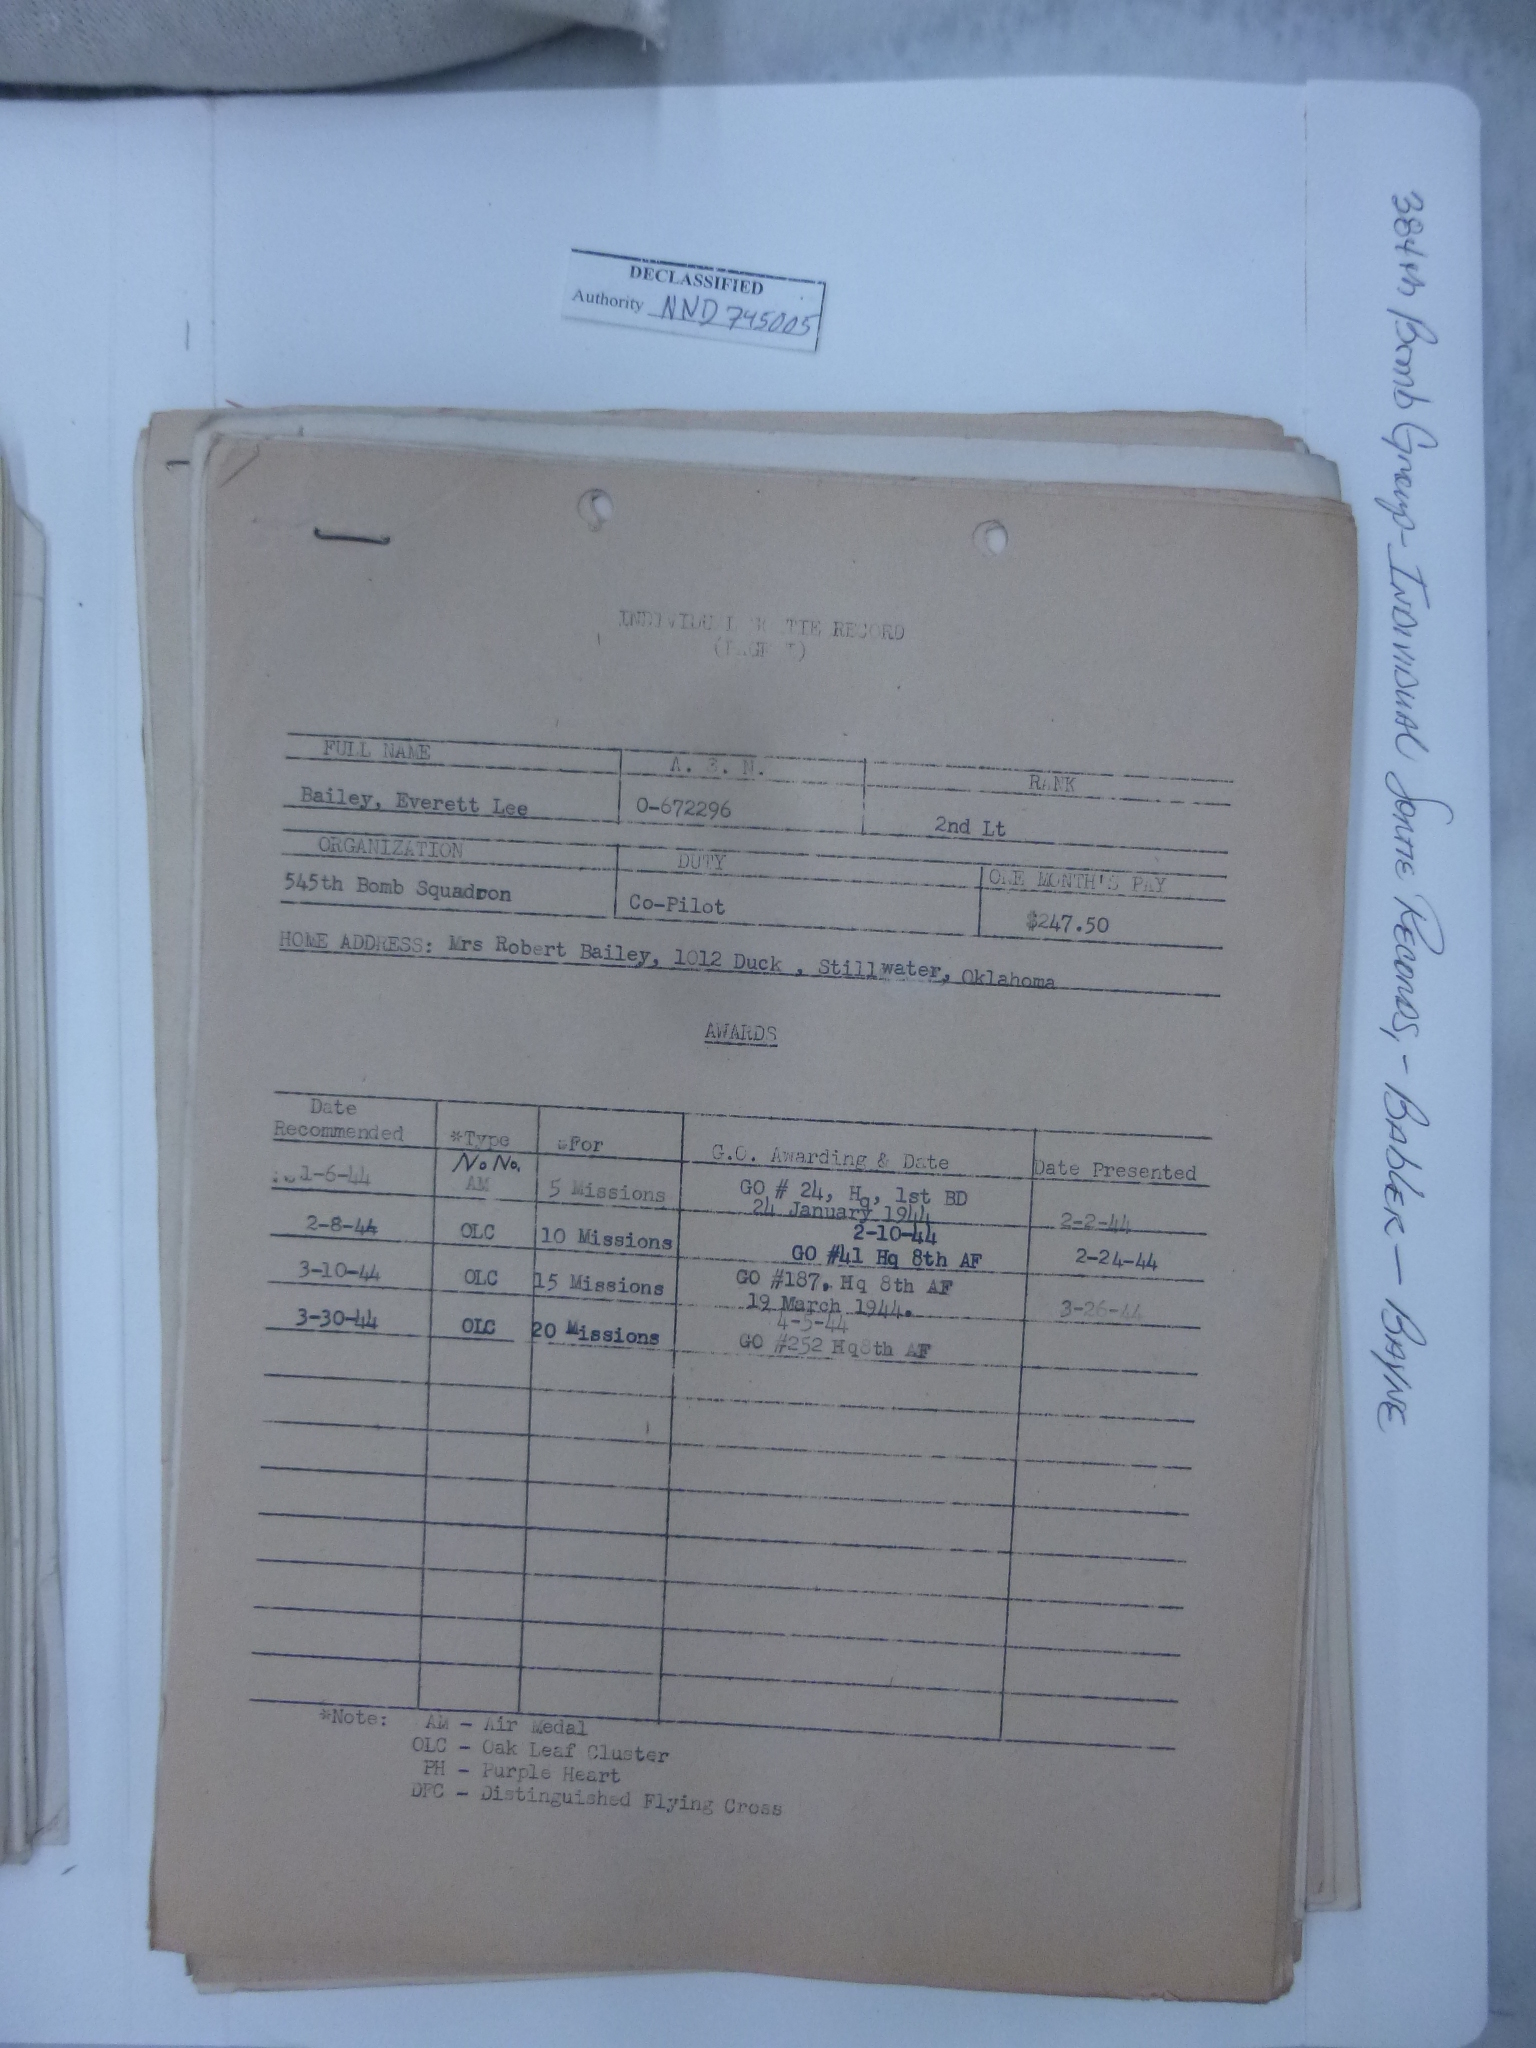 DECLASSIFIED
Authority NND 745005
384th Bomb Group - Individual Sortie Records, - Babler - Bayne
RECORD
FULL NAME A. S. N. RANK
Bailey, Everett Lee 0-672296 2nd Lt
ORGANIZATION DUTY ONE MONTH'S PAY
545th Bomb Squadron Co-Pilot $247.50
HOME ADDRESS: Mrs Robert Bailey, 1012 Duck , Stillwater, Oklahoma
AWARDS
Date
Recommended *Type *For G.O. Awarding & Date Date Presented
No No.
1-6-44 AM 5 Missions GO # 24, Hq, 1st BD
24 January 1944 2-2-44
2-8-44 OLC 10 Missions 2-10-44
GO #41 Hq 8th AF 2-24-44
3-10-44 OLC 15 Missions GO #187. Hq 8th AF
19 March 1944. 3-26-44
3-30-44 OLC 20 Missions 4-5-44
GO #252 Hq 8th AF
*Note: AM - Air Medal
OLC - Oak Leaf Cluster
PH - Purple Heart
DFC - Distinguished Flying Cross